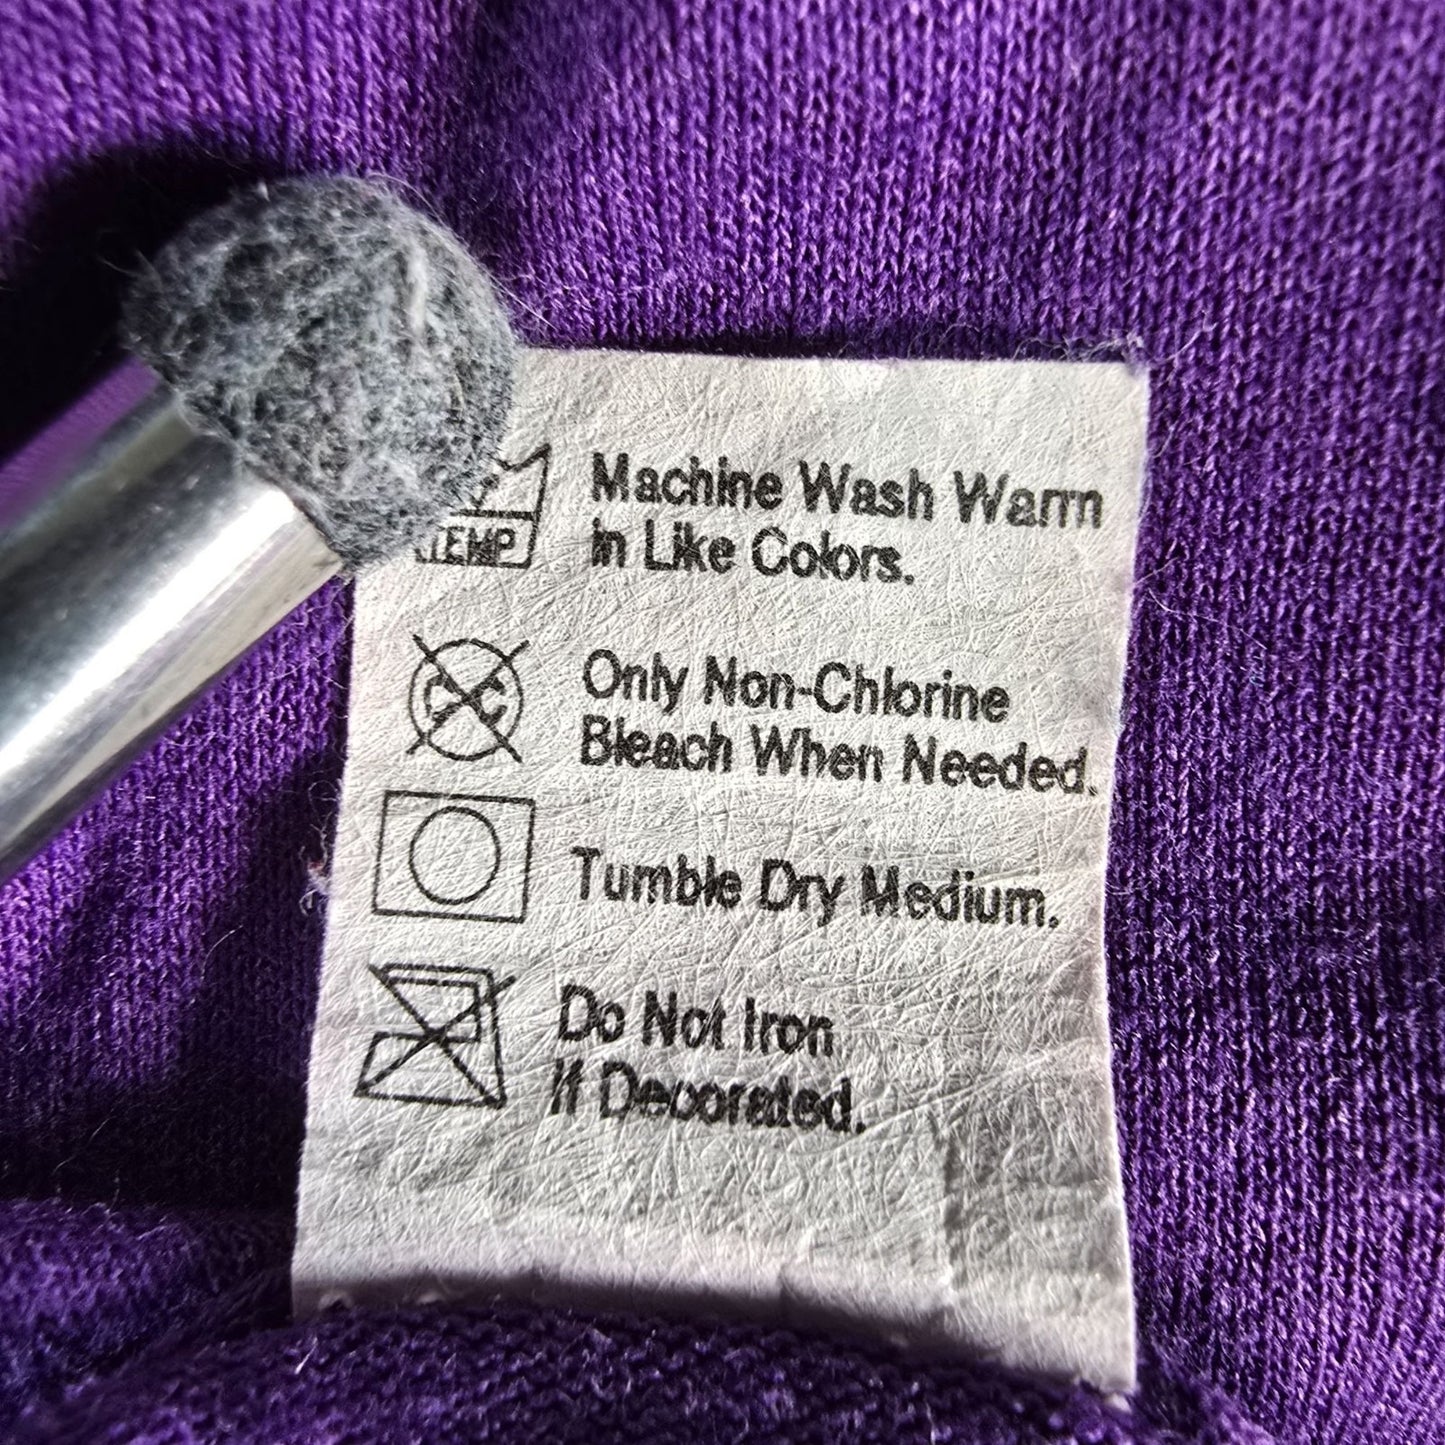 Machine Wash Warm
in Like Colors.
TEMP
Only Non-Chlorine
Bleach When Needed.
Tumble Dry Medium.
Do Not Iron
If Decorated.